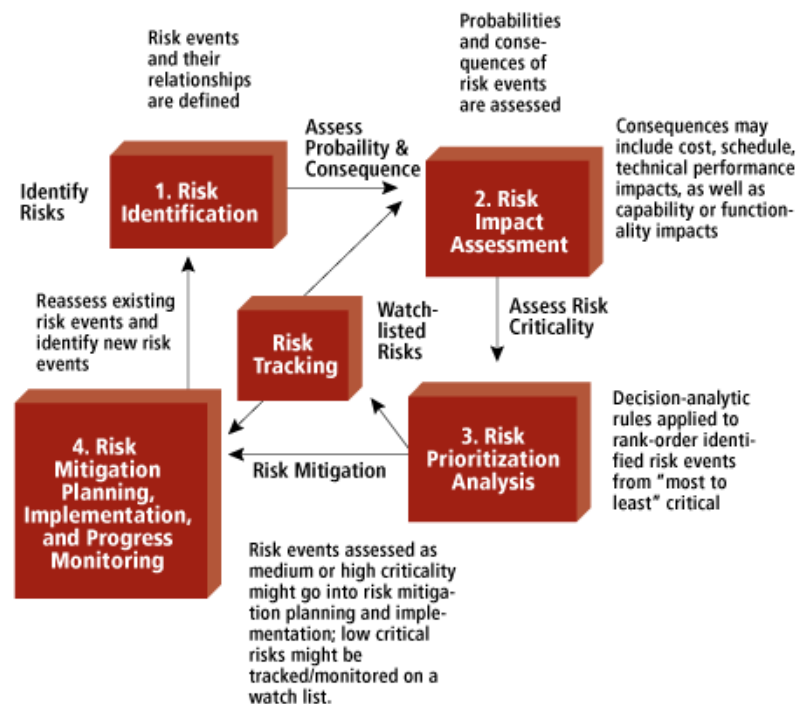 Risk events
and their
relationships
are defined
Probabilities
and conse-
quences of
risk events
are assessed
Assess
Probaility &
Consequence
Consequences may
include cost, schedule,
technical performance
impacts, as well as
capability or function-
ality impacts
Identify
Risks
1. Risk
Identification
2. Risk
Impact
Assessment
Reassess existing
risk events and
identify new risk
events
Risk
Tracking
Watch-
listed
Risks
Assess Risk
Criticality
4. Risk
Mitigation
Planning,
Implementation,
and Progress
Monitoring
Risk Mitigation
3. Risk
Prioritization
Analysis
Decision-analytic
rules applied to
rank-order identi-
fied risk events
from "most to
least" critical
Risk events assessed as
medium or high criticality
might go into risk mitiga-
tion planning and imple-
mentation; low critical
risks might be
tracked/monitored on a
watch list.